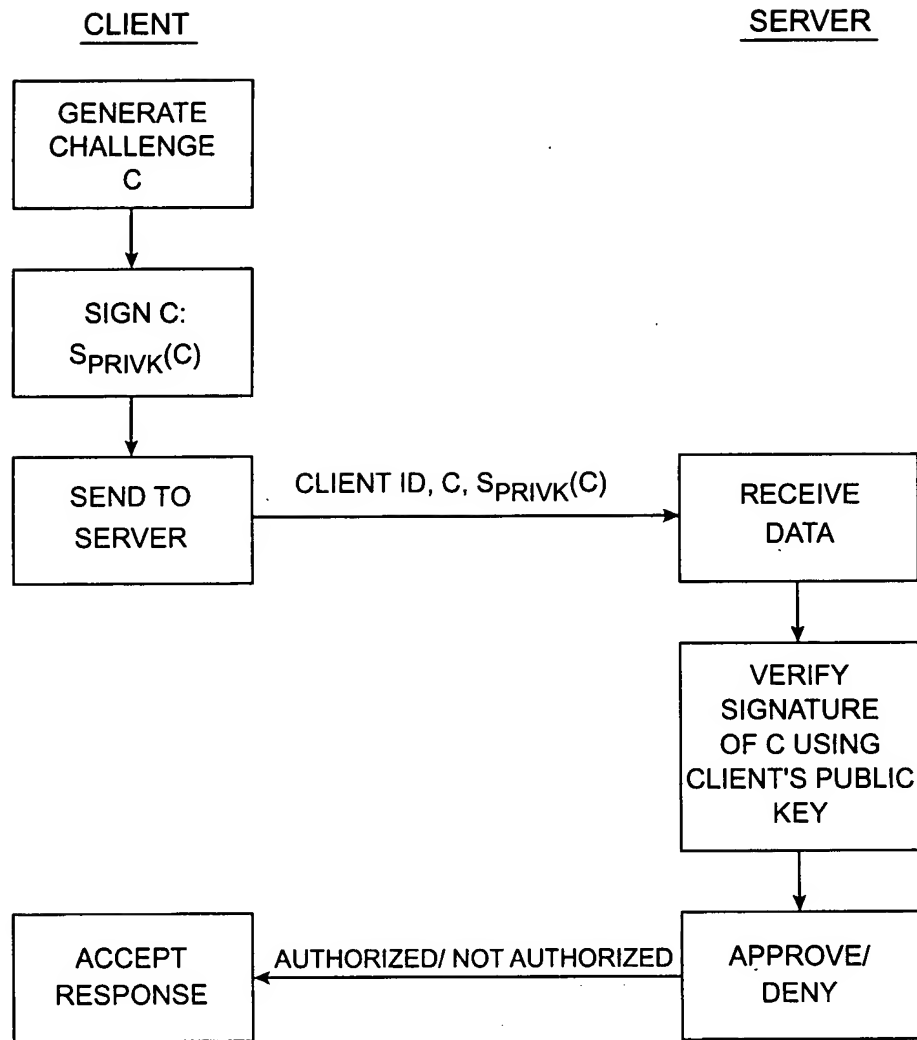 CLIENT
SERVER
GENERATE
CHALLENGE
C
SIGN C:
SPRIVK(C)
SEND TO
SERVER
CLIENT ID, C, SPRIVK(C)
RECEIVE
DATA
VERIFY
SIGNATURE
OF C USING
CLIENT'S PUBLIC
KEY
APPROVE/
DENY
AUTHORIZED/ NOT AUTHORIZED
ACCEPT
RESPONSE